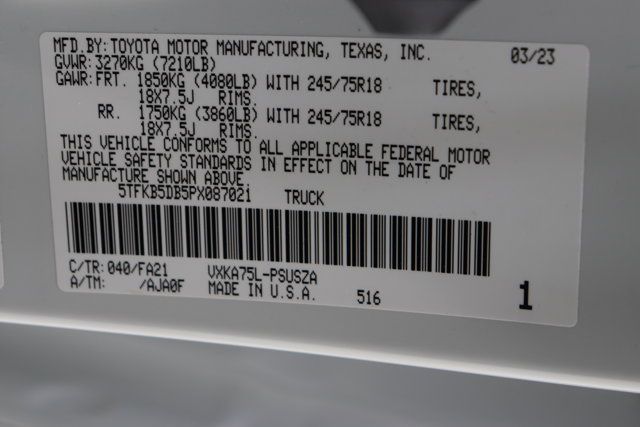 MFD.BY: TOYOTA MOTOR MANUFACTURING, TEXAS, INC. 03/23
GVWR: 3270KG (7210LB)
GAWR: FRT. 1850KG (4080LB) WITH 245/75R18 TIRES,
18X7.5J RIMS.
RR. 1750KG (3860LB) WITH 245/75R18 TIRES,
18X7.5J RIMS.
THIS VEHICLE CONFORMS TO ALL APPLICABLE FEDERAL MOTOR
VEHICLE SAFETY STANDARDS IN EFFECT ON THE DATE OF
MANUFACTURE SHOWN ABOVE.
5TFKB5DB5PX087021 TRUCK
C/TR: 040/FA21 VXKA75L-PSUSZA
A/TM: /AJA0F MADE IN U.S.A. 516 1